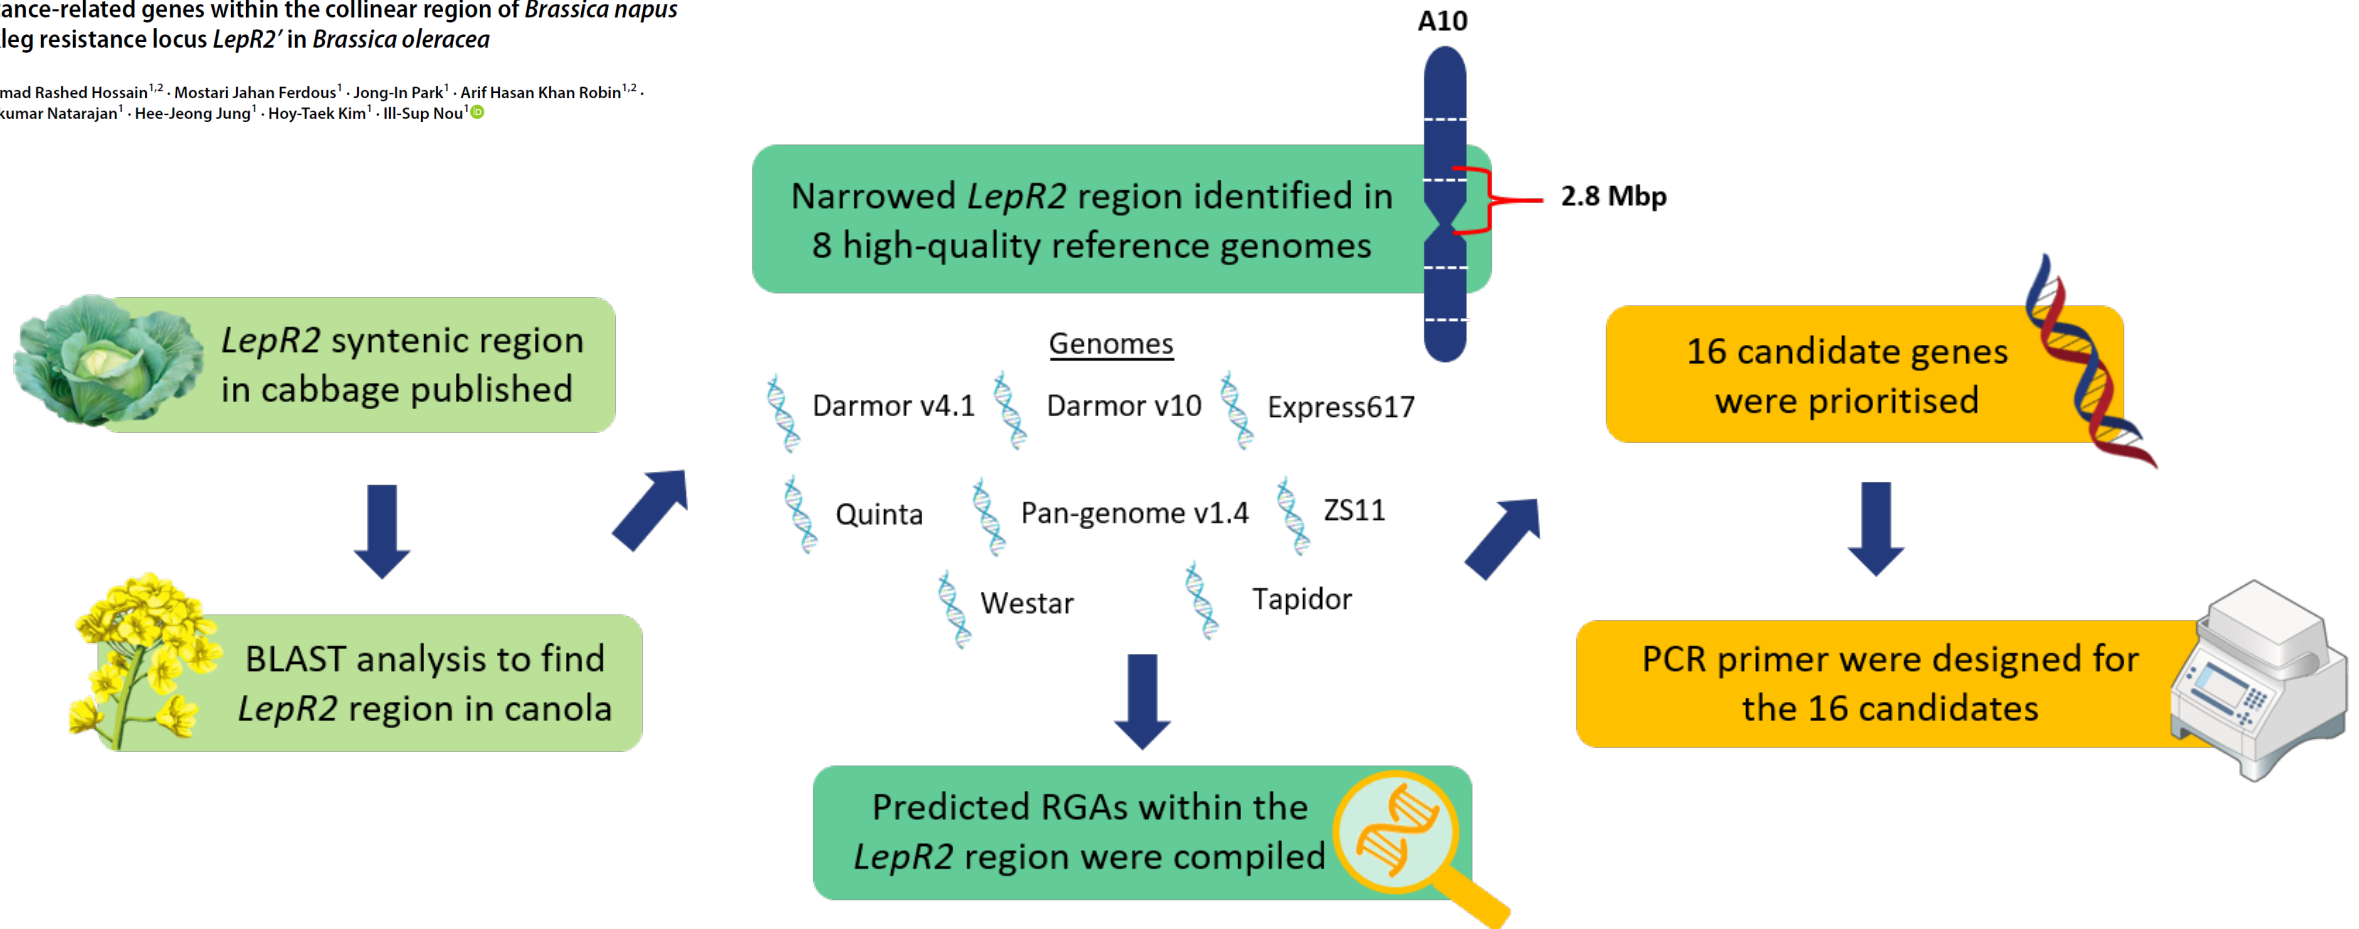 tance-related genes within the collinear region of Brassica napus
leg resistance locus LepR2′ in Brassica oleracea
mad Rashed Hossain1,2 · Mostari Jahan Ferdous1 · Jong-In Park1 · Arif Hasan Khan Robin1,2 ·
kumar Natarajan1 · Hee-Jeong Jung1 · Hoy-Taek Kim1 · Ill-Sup Nou1 iD
LepR2 syntenic region
in cabbage published
BLAST analysis to find
LepR2 region in canola
A10
Narrowed LepR2 region identified in
8 high-quality reference genomes
2.8 Mbp
Genomes
Darmor v4.1
Darmor v10
Express617
Quinta
Pan-genome v1.4
ZS11
Westar
Tapidor
Predicted RGAs within the
LepR2 region were compiled
16 candidate genes
were prioritised
PCR primer were designed for
the 16 candidates